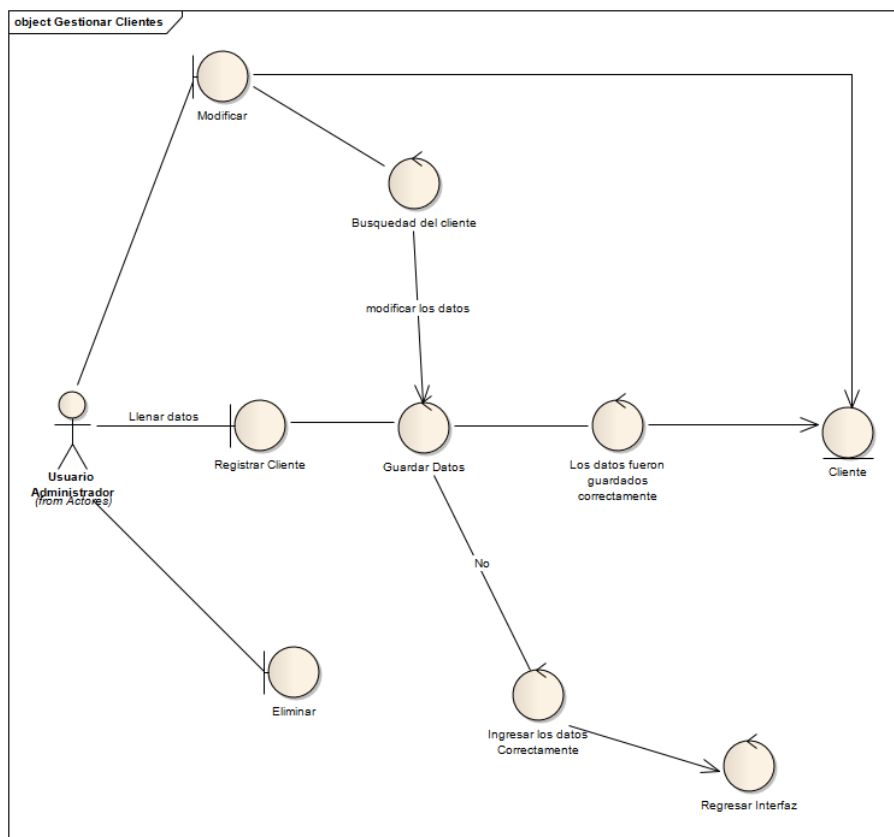 object Gestionar Clientes
Modificar
Busquedad del cliente
modificar los datos
Llenar datos
Usuario
Administrador
(from Actores)
Registrar Cliente
Guardar Datos
Los datos fueron
guardados
correctamente
Cliente
No
Eliminar
Ingresar los datos
Correctamente
Regresar Interfaz